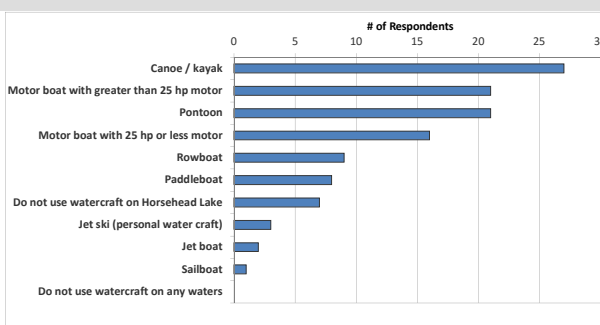 # of Respondents
0 5 10 15 20 25 30
Canoe / kayak
Motor boat with greater than 25 hp motor
Pontoon
Motor boat with 25 hp or less motor
Rowboat
Paddleboat
Do not use watercraft on Horsehead Lake
Jet ski (personal water craft)
Jet boat
Sailboat
Do not use watercraft on any waters